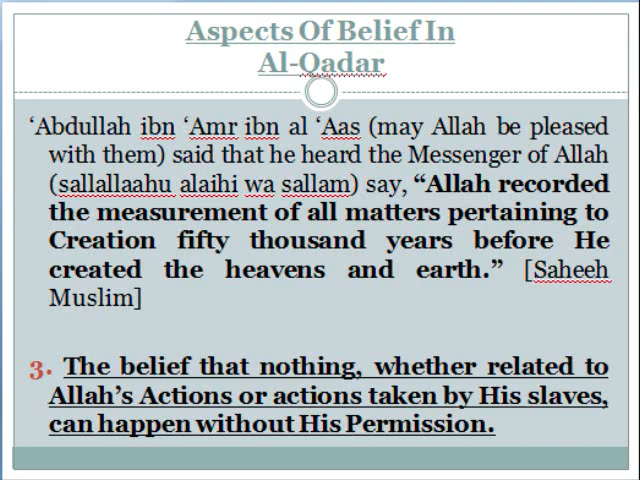 Aspects Of Belief In
Al-Qadar
‘Abdullah ibn ‘Amr ibn al ‘Aas (may Allah be pleased
with them) said that he heard the Messenger of Allah
(sallallaahu alaihi wa sallam) say, “Allah recorded
the measurement of all matters pertaining to
Creation fifty thousand years before He
created the heavens and earth.” [Saheeh
Muslim]
3. The belief that nothing, whether related to
Allah’s Actions or actions taken by His slaves,
can happen without His Permission.